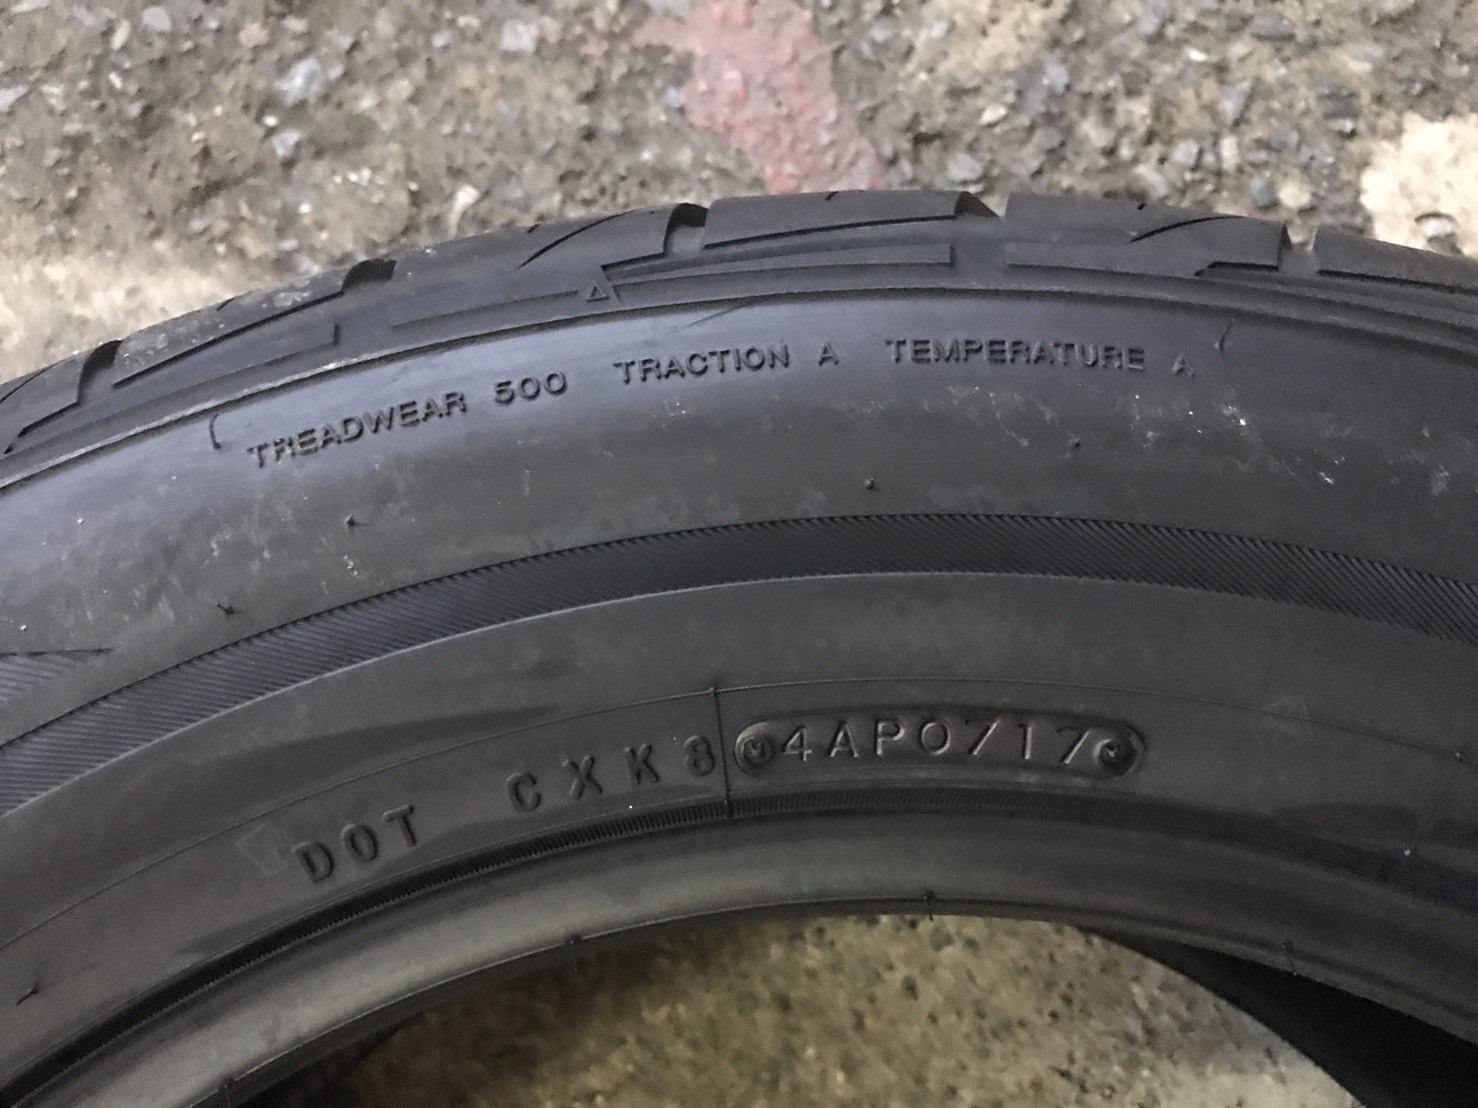 TREADWEAR 500 TRACTION A TEMPERATURE A
DOT CXK8 4AP0717